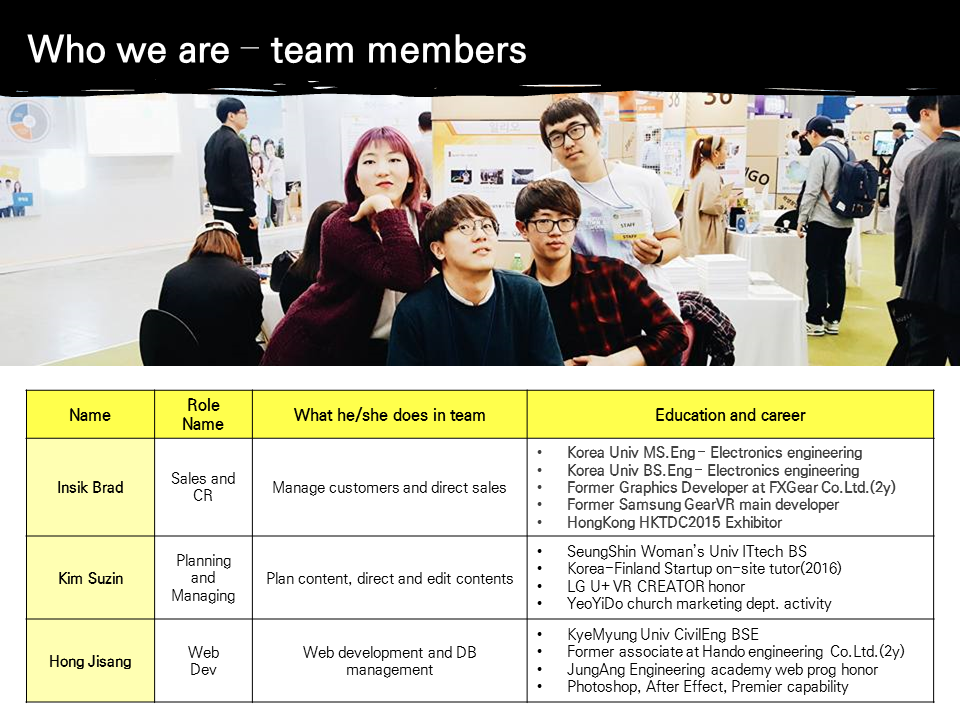 Who we are – team members
36
일리오
STAFF
STAFF
NGO
Name
Role
Name
What he/she does in team
Education and career
Insik Brad
Sales and
CR
Manage customers and direct sales
• Korea Univ MS.Eng – Electronics engineering
• Korea Univ BS.Eng – Electronics engineering
• Former Graphics Developer at FXGear Co.Ltd.(2y)
• Former Samsung GearVR main developer
• HongKong HKTDC2015 Exhibitor
Kim Suzin
Planning
and
Managing
Plan content, direct and edit contents
• SeungShin Woman's Univ ITtech BS
• Korea-Finland Startup on-site tutor(2016)
• LG U+ VR CREATOR honor
• YeoYiDo church marketing dept. activity
Hong Jisang
Web
Dev
Web development and DB
management
• KyeMyung Univ CivilEng BSE
• Former associate at Hando engineering Co.Ltd.(2y)
• JungAng Engineering academy web prog honor
• Photoshop, After Effect, Premier capability